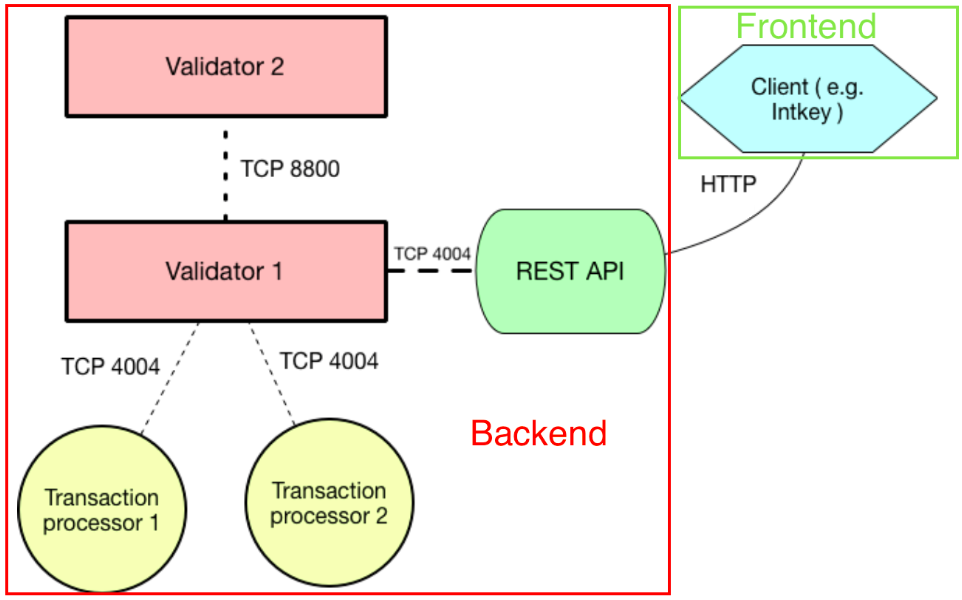 Frontend
Validator 2
Client ( e.g.
Intkey )
TCP 8800
HTTP
Validator 1
TCP 4004
REST API
TCP 4004
TCP 4004
Backend
Transaction
processor 1
Transaction
processor 2